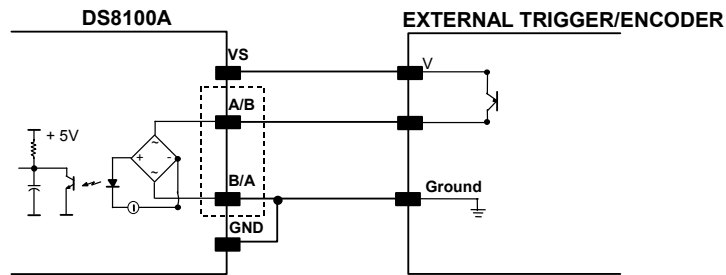 DS8100A
EXTERNAL TRIGGER/ENCODER
VS
V
A/B
+ 5V
+
-
~
~
B/A
I
Ground
GND